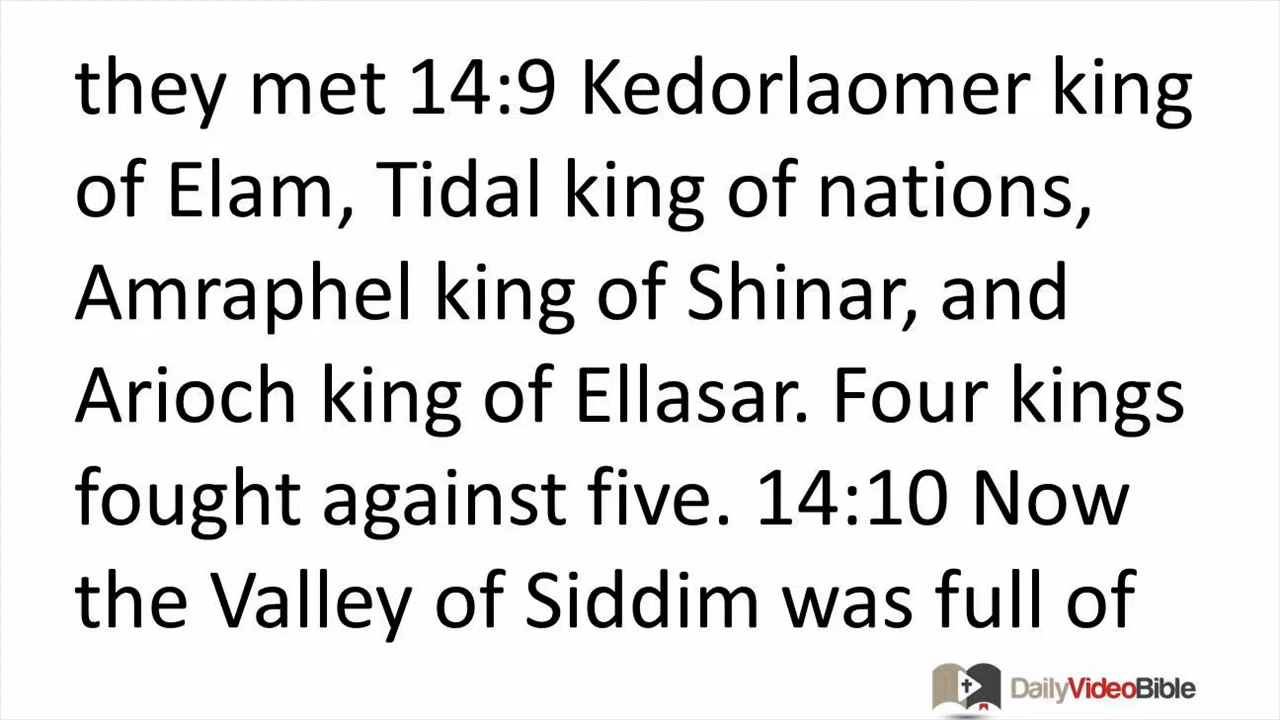 they met 14:9 Kedorlaomer king
of Elam, Tidal king of nations,
Amraphel king of Shinar, and
Arioch king of Ellasar. Four kings
fought against five. 14:10 Now
the Valley of Siddim was full of
DailyVideoBible